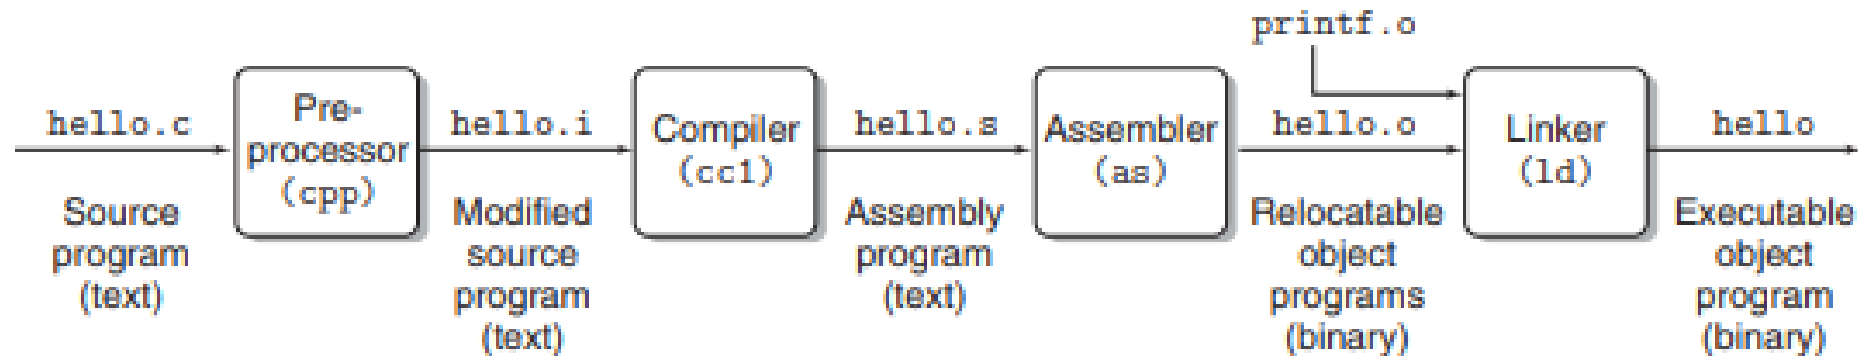 printf.o
hello.c
Pre-
processor
(cpp)
hello.i
Compiler
(cc1)
hello.s
Assembler
(as)
hello.o
Linker
(ld)
hello
Source
program
(text)
Modified
source
program
(text)
Assembly
program
(text)
Relocatable
object
programs
(binary)
Executable
object
program
(binary)